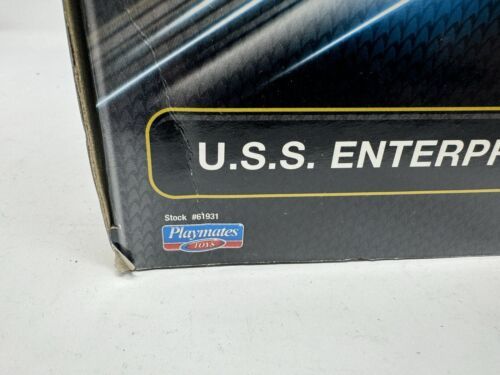 U.S.S. ENTERPR
Stock #61931
Playmates
TOYS